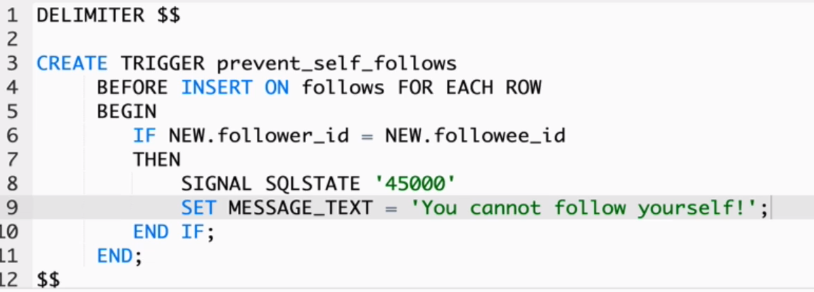 1 DELIMITER $$
2
3 CREATE TRIGGER prevent_self_follows
4 BEFORE INSERT ON follows FOR EACH ROW
5 BEGIN
6 IF NEW.follower_id = NEW.followee_id
7 THEN
8 SIGNAL SQLSTATE '45000'
9 SET MESSAGE_TEXT = 'You cannot follow yourself!';
10 END IF;
11 END;
12 $$